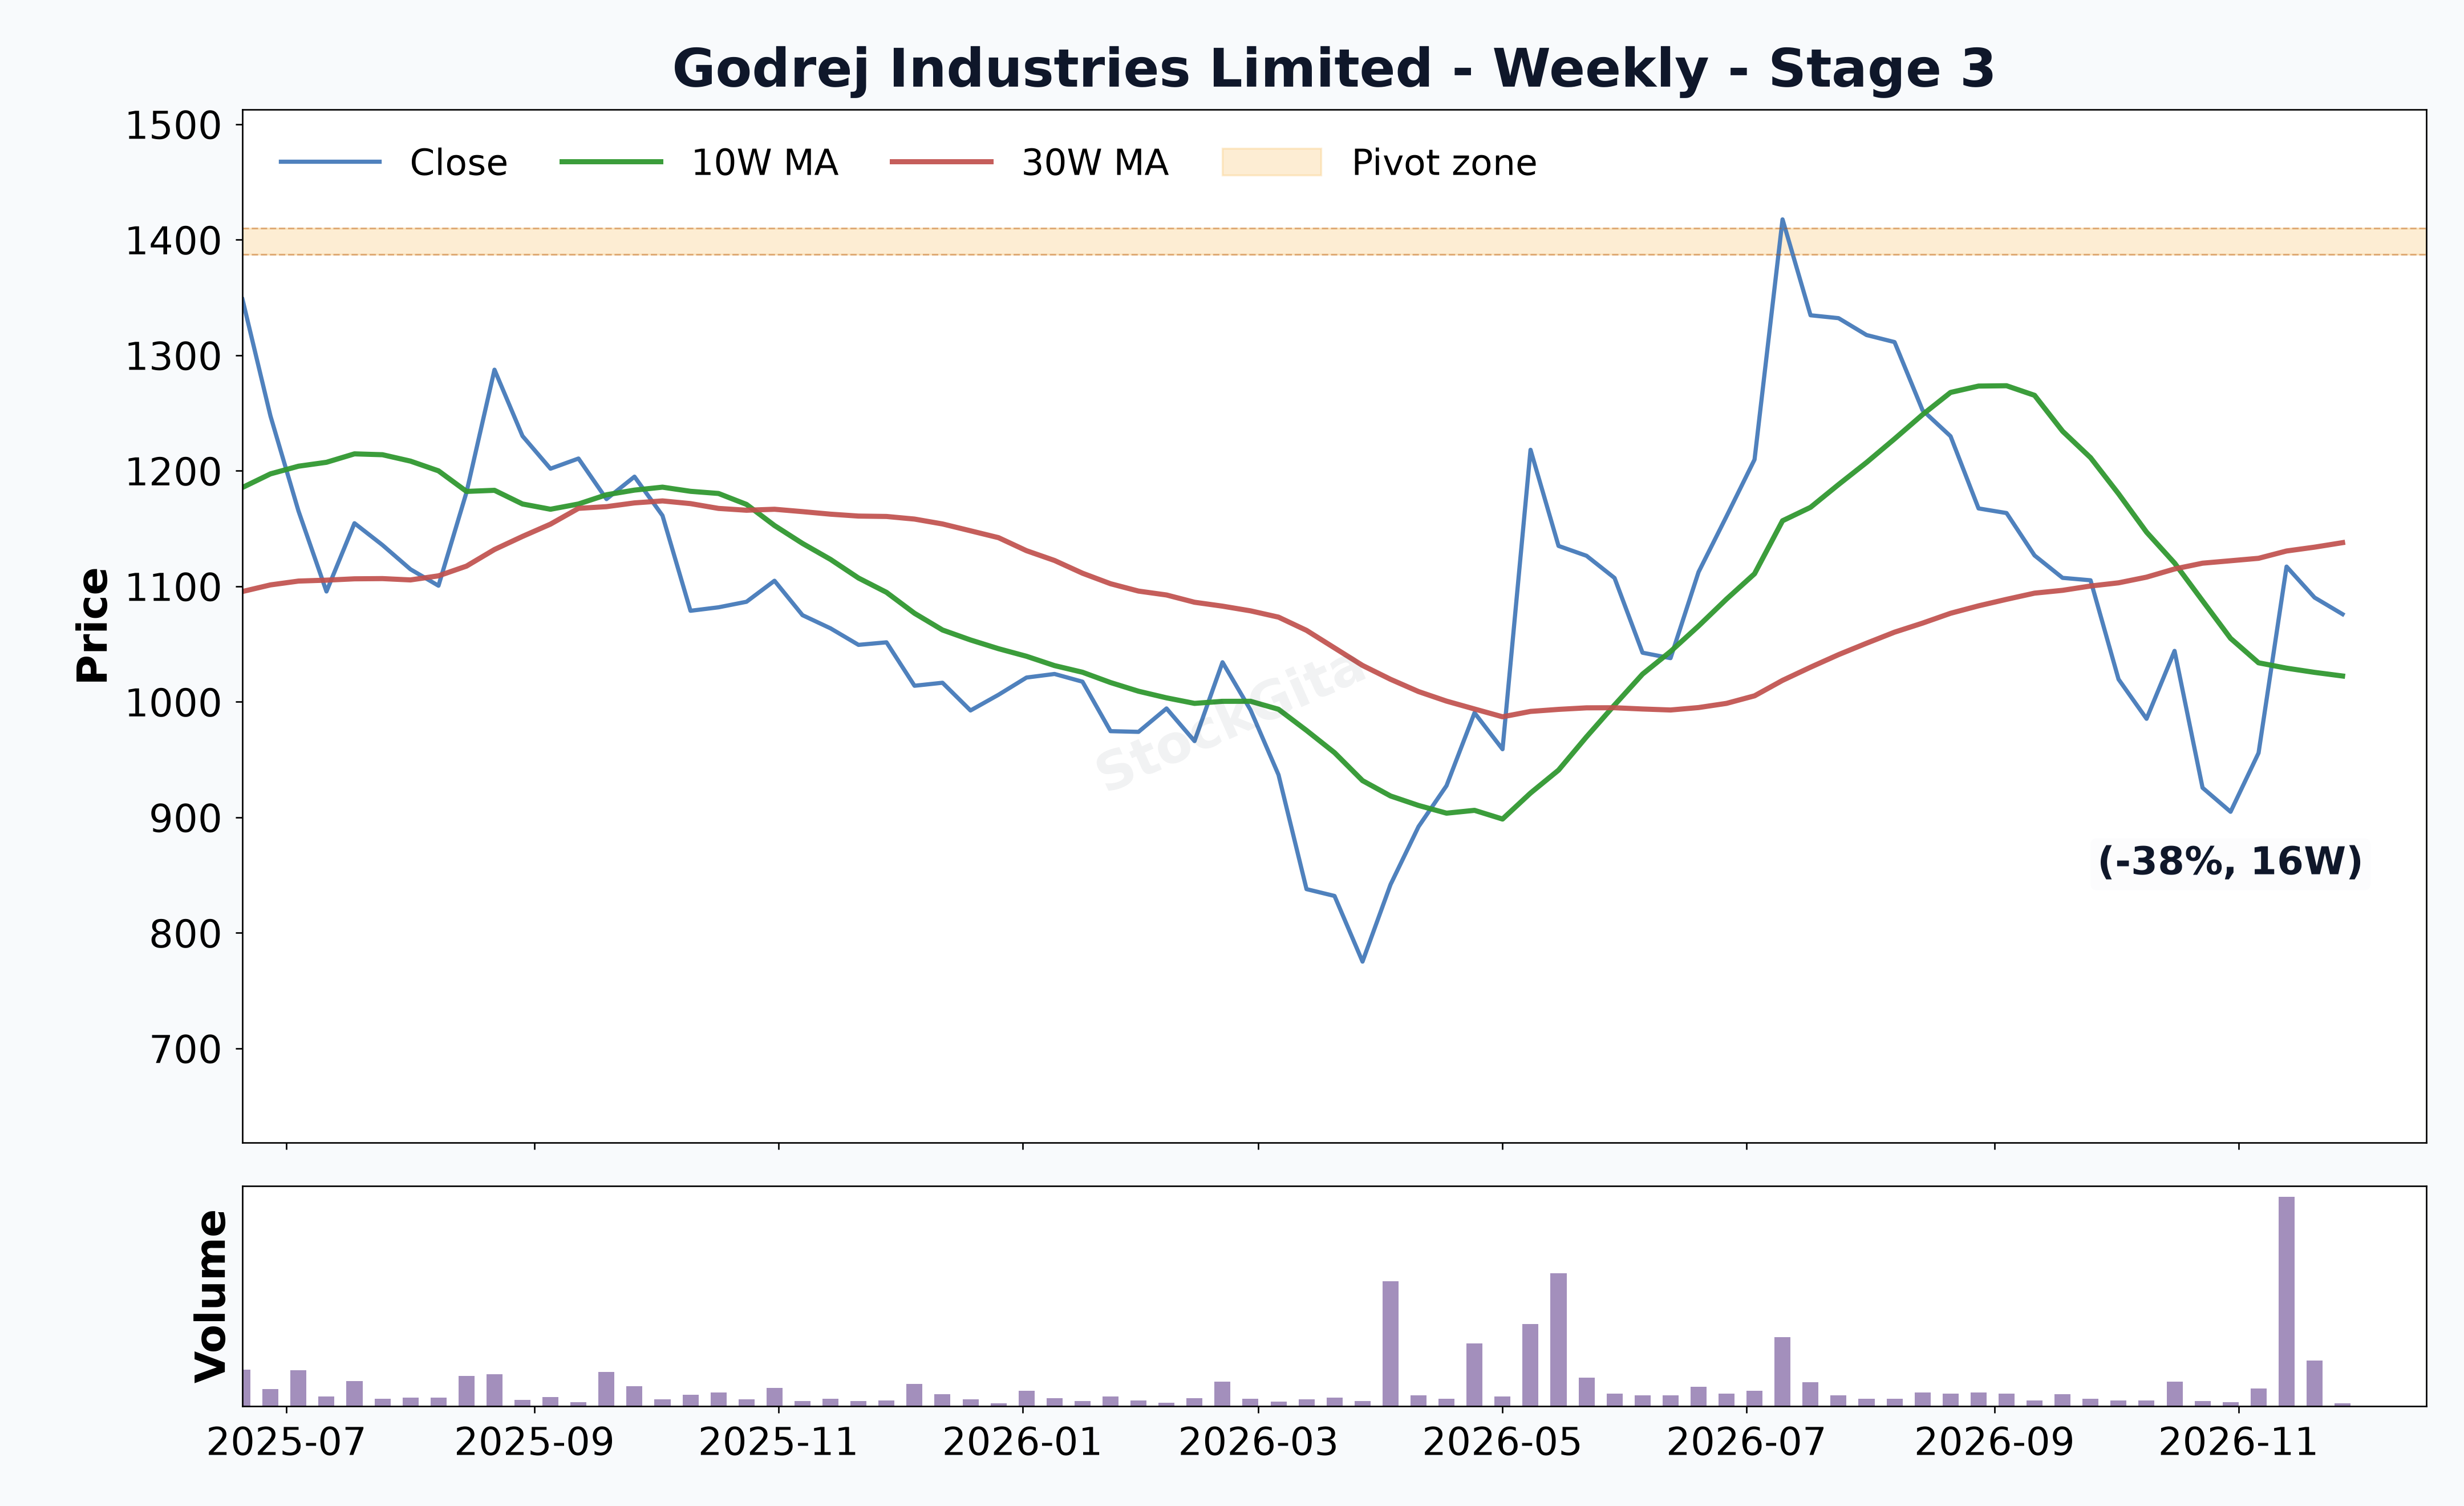 Godrej Industries Limited - Weekly - Stage 3
Close 10W MA 30W MA Pivot zone
1500
1400
1300
1200
1100
1000
900
800
700
Price
StockGita
(-38%, 16W)
Volume
2025-07 2025-09 2025-11 2026-01 2026-03 2026-05 2026-07 2026-09 2026-11